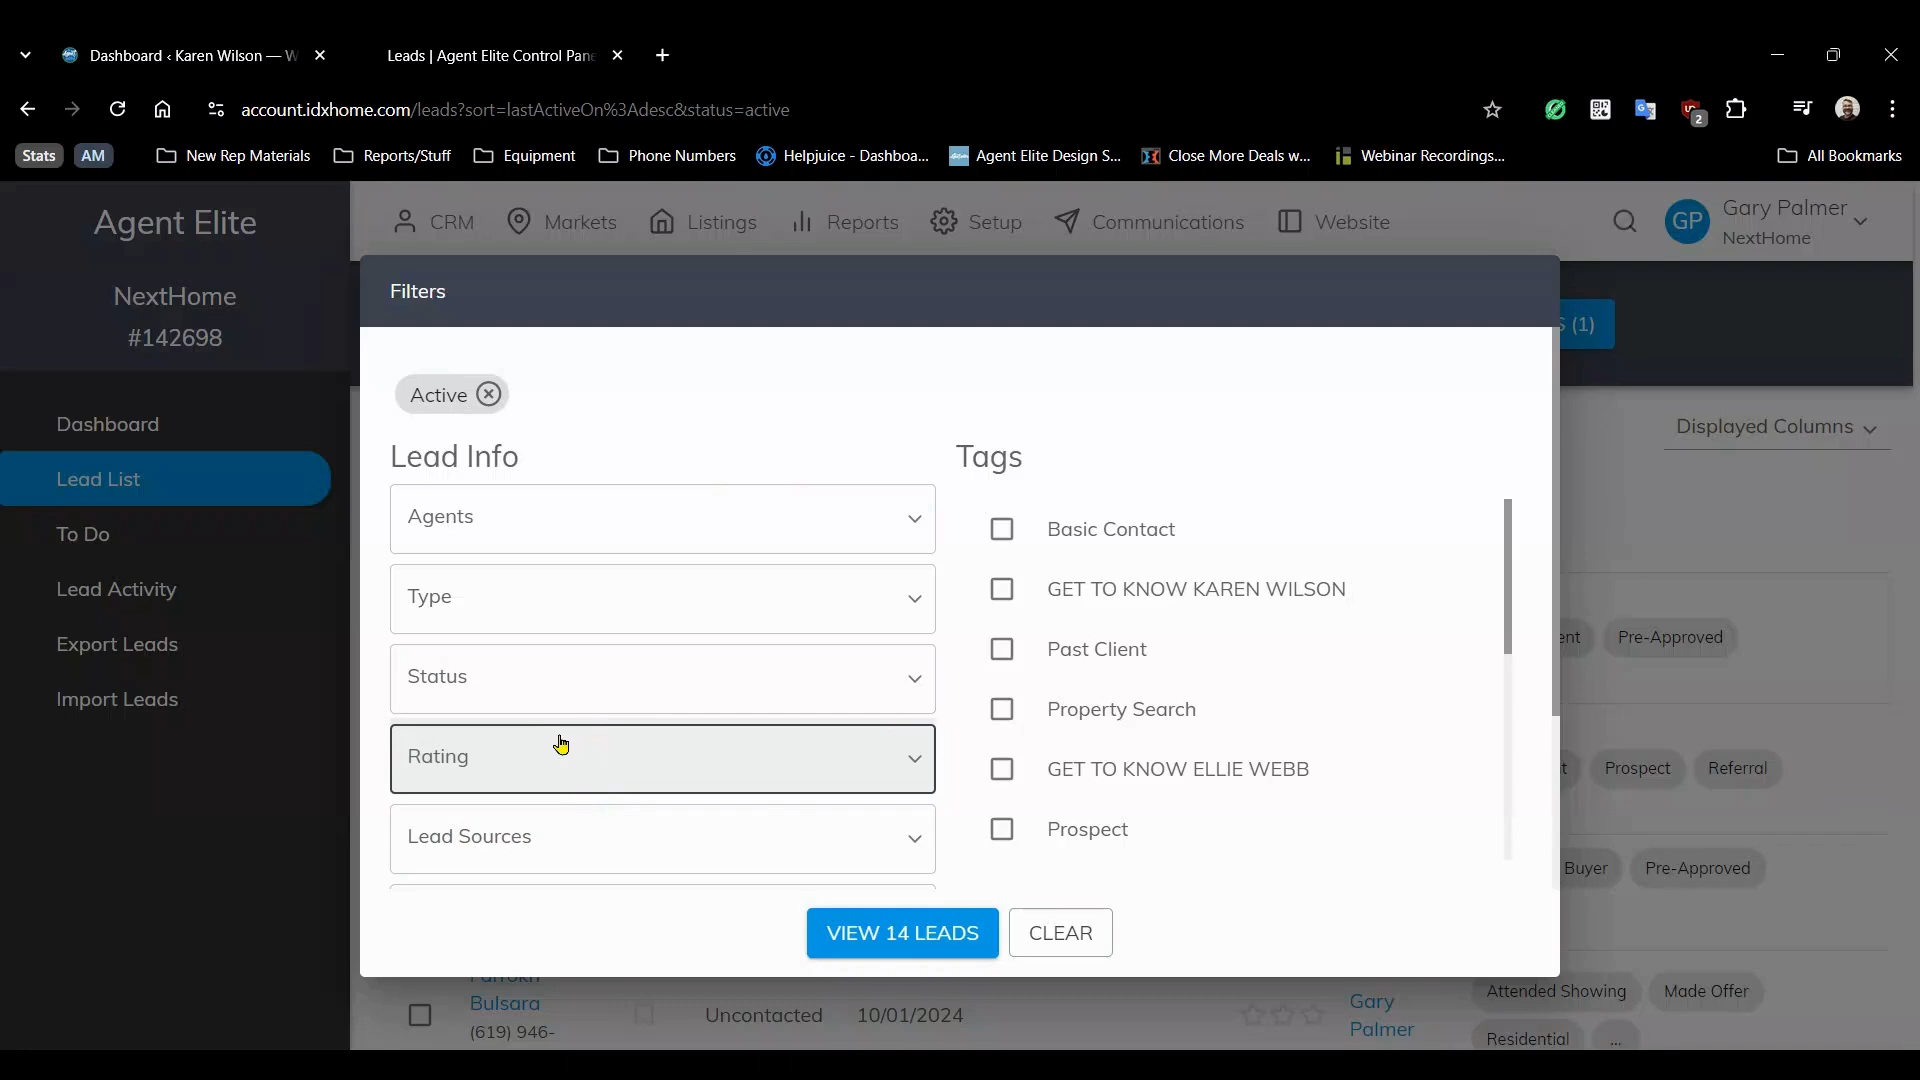 Dashboard ‹ Karen Wilson — W
Leads | Agent Elite Control Pane
account.idxhome.com/leads?sort=lastActiveOn%3Adesc&status=active
2
Stats AM New Rep Materials Reports/Stuff Equipment Phone Numbers Helpjuice - Dashboa... Agent Elite Design S... Close More Deals w... Webinar Recordings... All Bookmarks
Agent Elite
CRM Markets Listings Reports Setup Communications Website
GP Gary Palmer
NextHome
NextHome
#142698
Filters
S (1)
Dashboard
Lead List
To Do
Lead Activity
Export Leads
Import Leads
Active
Displayed Columns
Lead Info
Agents
Type
Status
Rating
Lead Sources
Tags
Basic Contact
GET TO KNOW KAREN WILSON
Past Client
Property Search
GET TO KNOW ELLIE WEBB
Prospect
VIEW 14 LEADS CLEAR
Pre-Approved
Prospect Referral
Buyer Pre-Approved
Bulsara
(619) 946-
Uncontacted 10/01/2024
Gary
Palmer
Attended Showing Made Offer
Residential ...